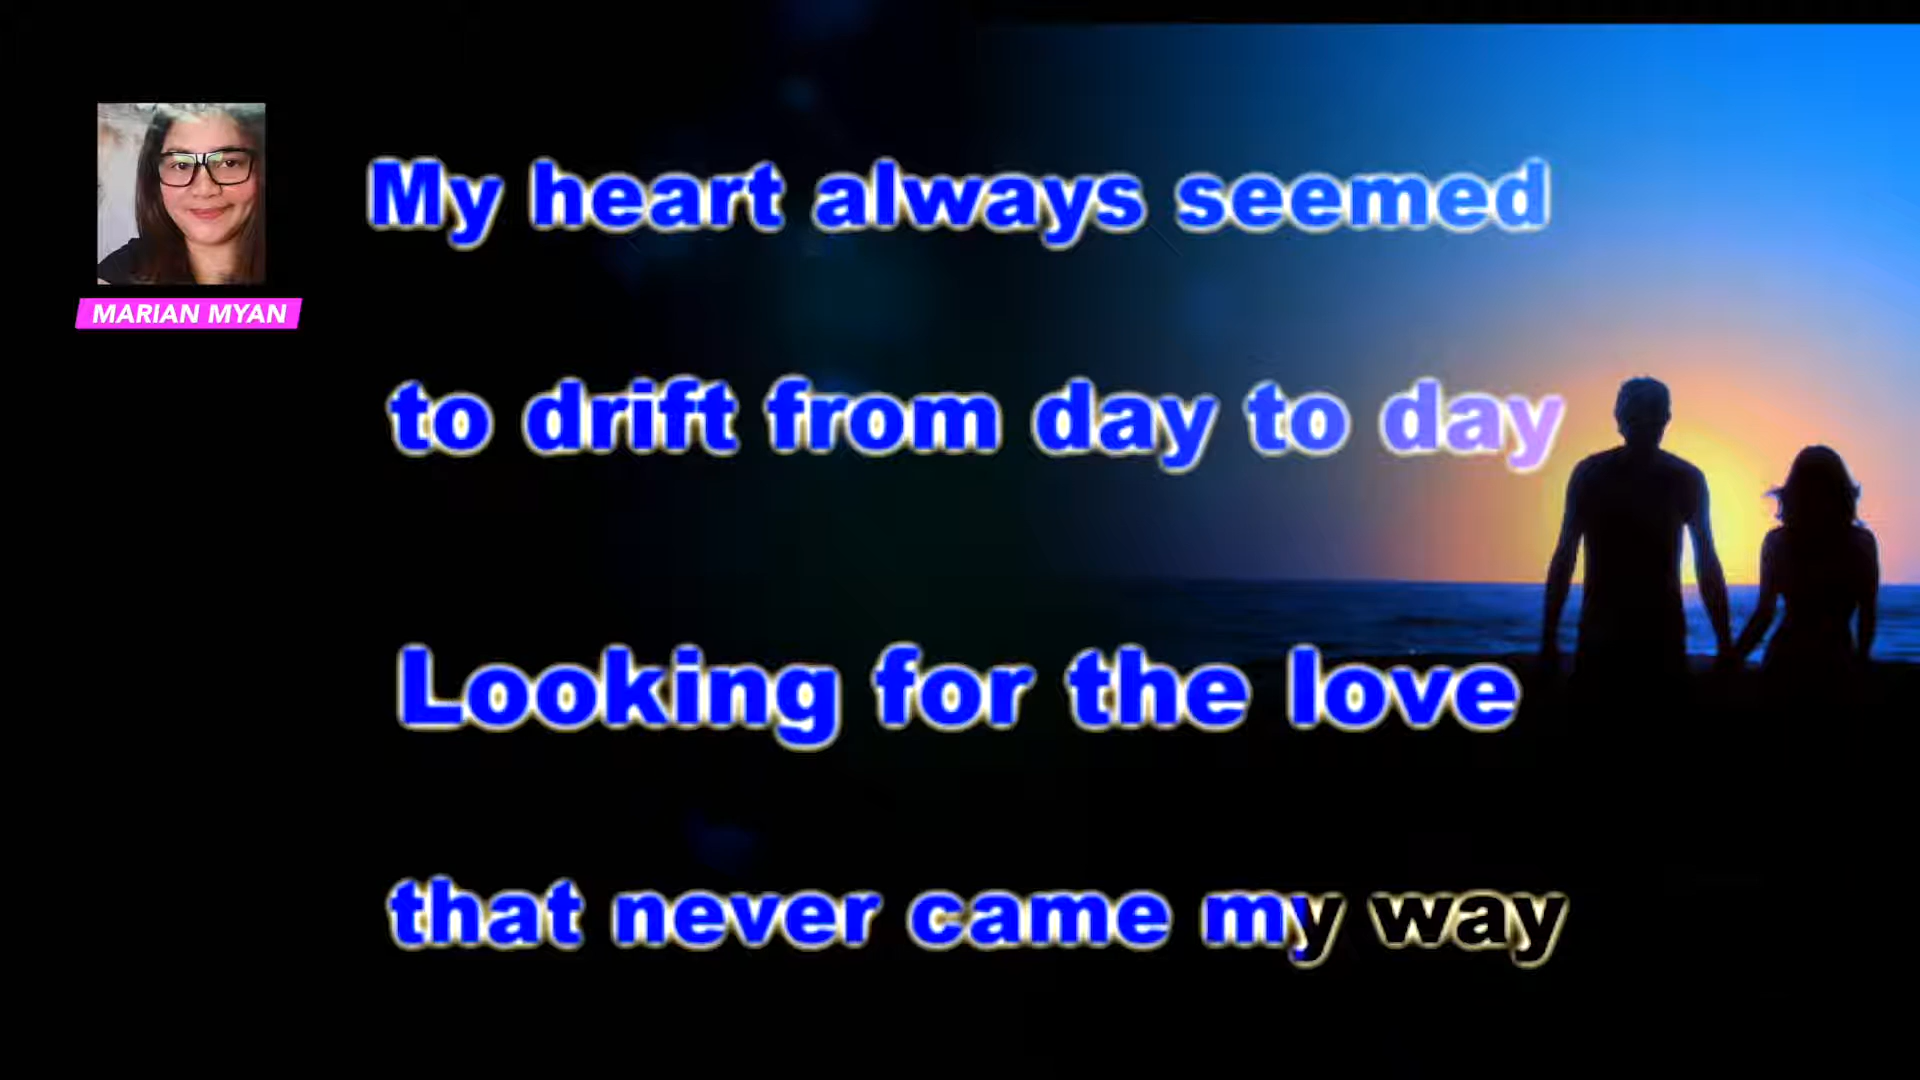 MARIAN MYAN
My heart always seemed
to drift from day to day
Looking for the love
that never came my way